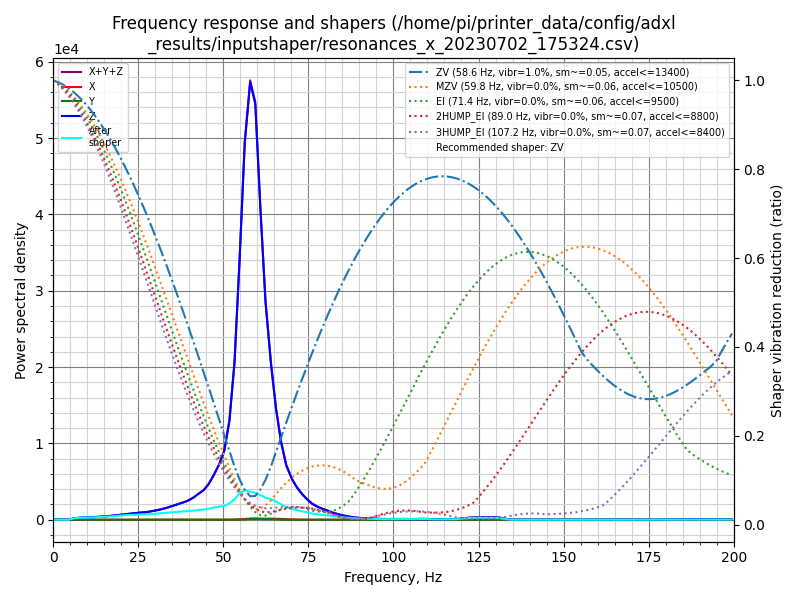 Frequency response and shapers (/home/pi/printer_data/config/adxl
_results/inputshaper/resonances_x_20230702_175324.csv)
1e4
X+Y+Z
X
Y
Z
After
shaper
ZV (58.6 Hz, vibr=1.0%, sm~=0.05, accel<=13400)
MZV (59.8 Hz, vibr=0.0%, sm~=0.06, accel<=10500)
EI (71.4 Hz, vibr=0.0%, sm~=0.06, accel<=9500)
2HUMP_EI (89.0 Hz, vibr=0.0%, sm~=0.07, accel<=8800)
3HUMP_EI (107.2 Hz, vibr=0.0%, sm~=0.07, accel<=8400)
Recommended shaper: ZV
Power spectral density
6
5
4
3
2
1
0
1.0
0.8
0.6
0.4
0.2
0.0
Shaper vibration reduction (ratio)
0 25 50 75 100 125 150 175 200
Frequency, Hz